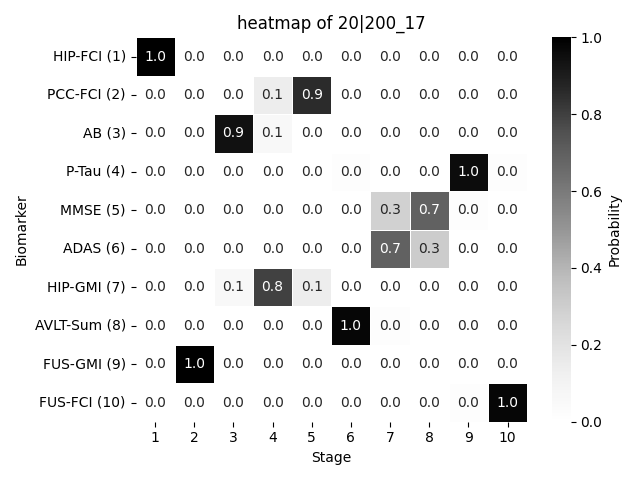 heatmap of 20|200_17
HIP-FCI (1) 1.0 0.0 0.0 0.0 0.0 0.0 0.0 0.0 0.0 0.0
PCC-FCI (2) 0.0 0.0 0.0 0.1 0.9 0.0 0.0 0.0 0.0 0.0
AB (3) 0.0 0.0 0.9 0.1 0.0 0.0 0.0 0.0 0.0 0.0
P-Tau (4) 0.0 0.0 0.0 0.0 0.0 0.0 0.0 0.0 1.0 0.0
MMSE (5) 0.0 0.0 0.0 0.0 0.0 0.0 0.3 0.7 0.0 0.0
ADAS (6) 0.0 0.0 0.0 0.0 0.0 0.0 0.7 0.3 0.0 0.0
HIP-GMI (7) 0.0 0.0 0.1 0.8 0.1 0.0 0.0 0.0 0.0 0.0
AVLT-Sum (8) 0.0 0.0 0.0 0.0 0.0 1.0 0.0 0.0 0.0 0.0
FUS-GMI (9) 0.0 1.0 0.0 0.0 0.0 0.0 0.0 0.0 0.0 0.0
FUS-FCI (10) 0.0 0.0 0.0 0.0 0.0 0.0 0.0 0.0 0.0 1.0
1 2 3 4 5 6 7 8 9 10
Stage
Biomarker
1.0
0.8
0.6
0.4
0.2
0.0
Probability